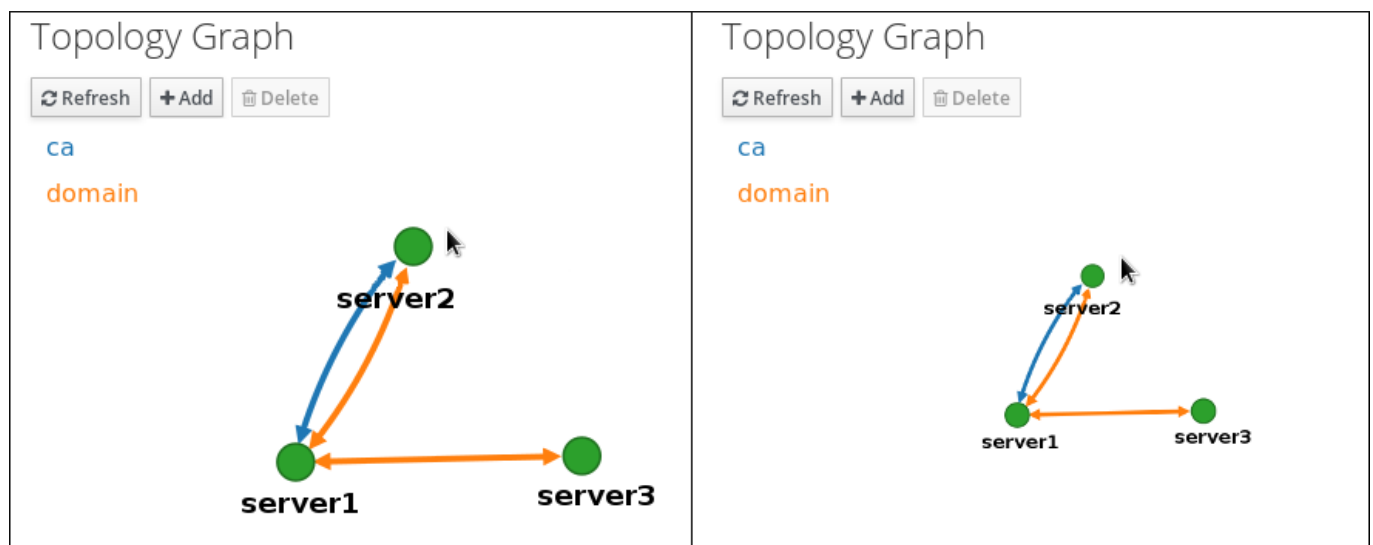 Topology Graph
Refresh Add Delete
ca
domain
server2
server1
server3
Topology Graph
Refresh Add Delete
ca
domain
server2
server1
server3